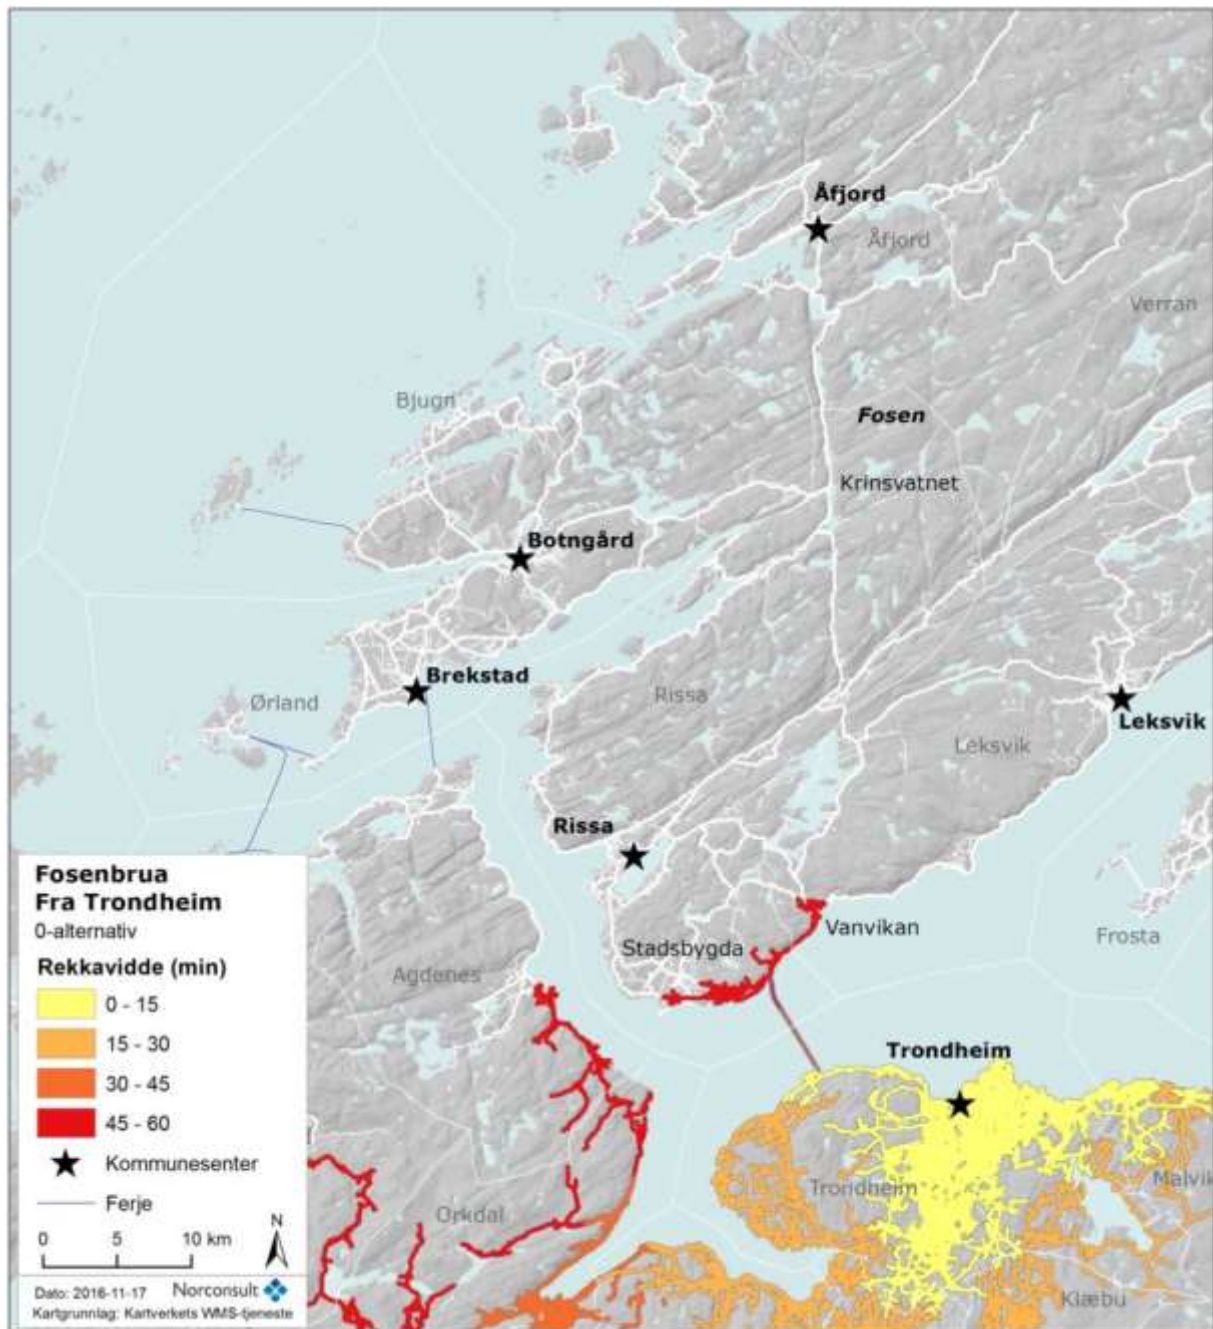 Åfjord
Åfjord
Verran
Bjugn
Fosen
Krinsvatnet
Botngård
Brekstad
Ørland
Rissa
Leksvik
Leksvik
Rissa
Vanvikan
Stadsbygda
Frosta
Agdenes
Trondheim
Trondheim
Malvik
Orkdal
Klæbu
Fosenbrua
Fra Trondheim
0-alternativ
Rekkavidde (min)
0 - 15
15 - 30
30 - 45
45 - 60
Kommunesenter
Ferje
N
0 5 10 km
Dato: 2016-11-17 Norconsult
Kartgrunnlag: Kartverkets WMS-tjeneste